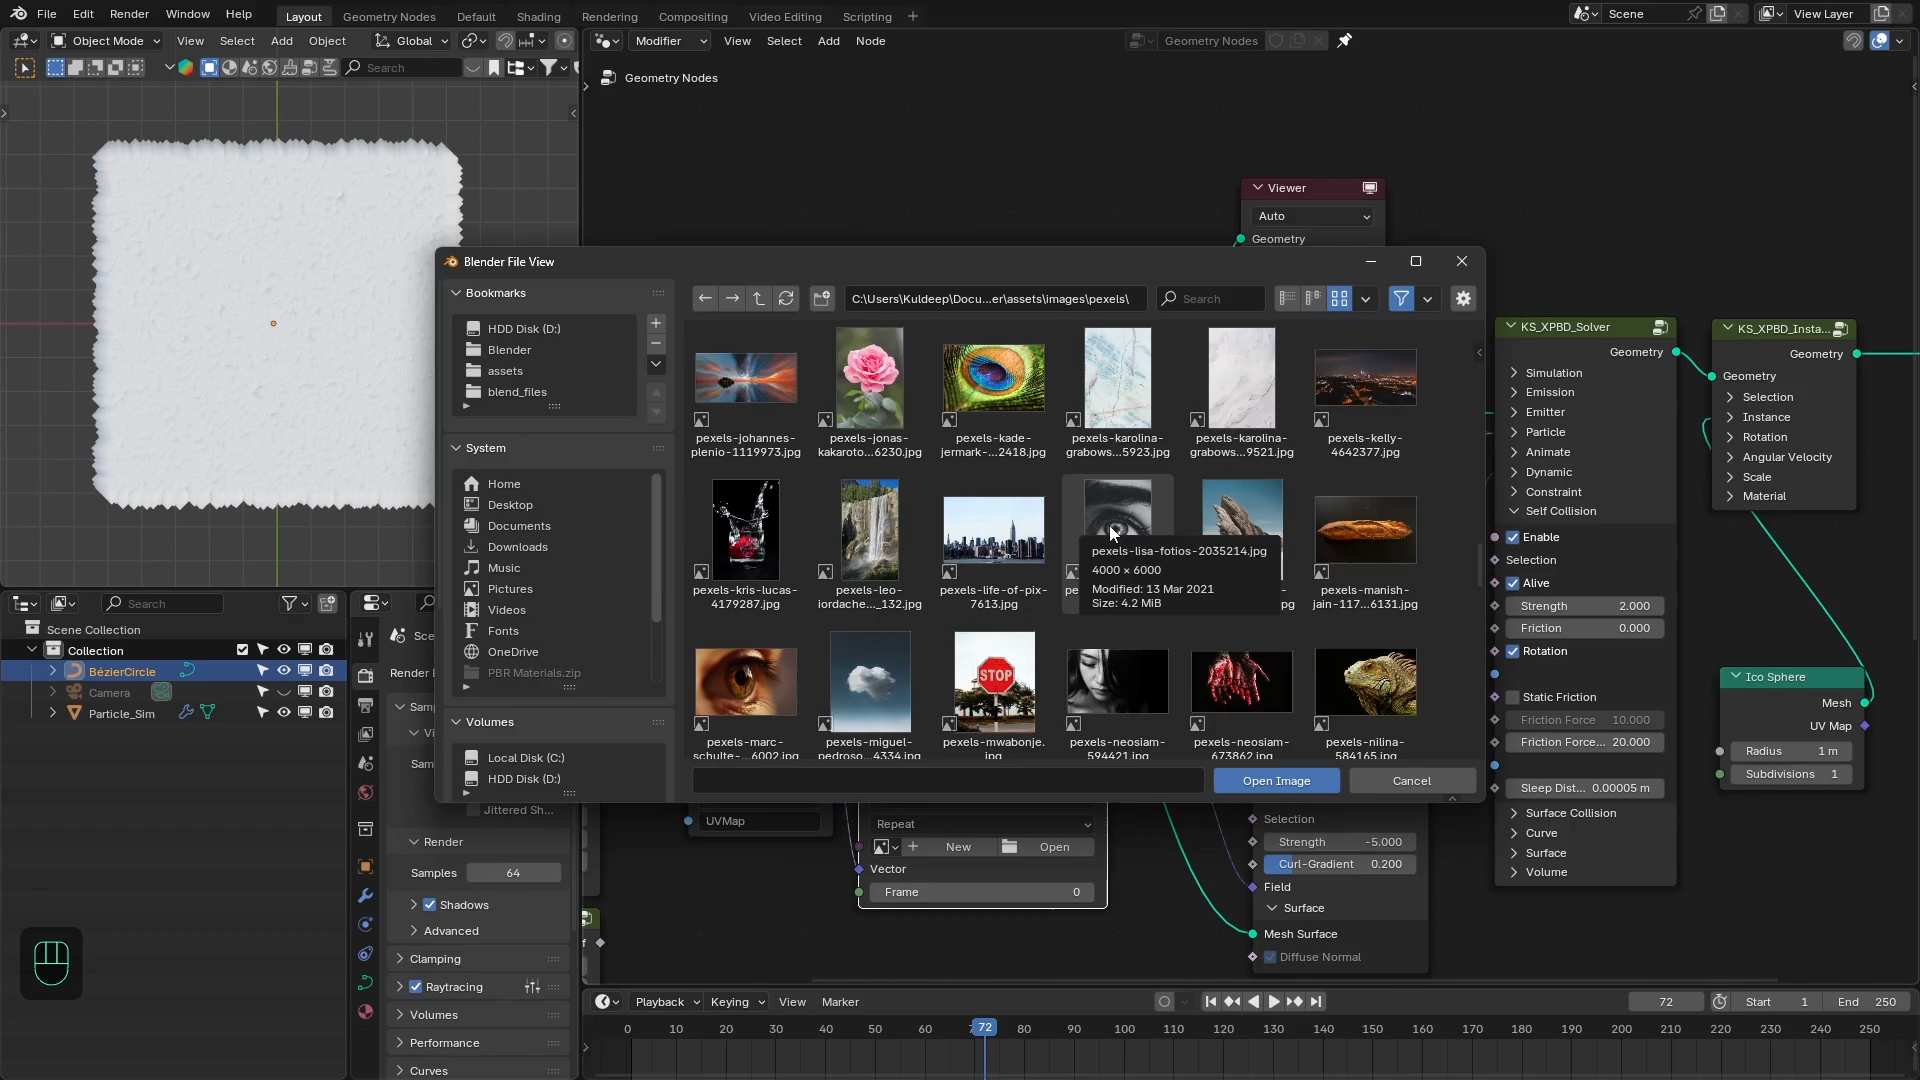 File Edit Render Window Help Layout Geometry Nodes Default Shading Rendering Compositing Video Editing Scripting Scene View Layer
Object Mode View Select Add Object Global
Modifier View Select Add Node Geometry Nodes
Search
Geometry Nodes
Viewer
Auto
Geometry
Blender File View
Bookmarks
HDD Disk (D:)
Blender
assets
blend_files
System
Home
Desktop
Documents
Downloads
Music
Pictures
Videos
Fonts
OneDrive
PBR Materials.zip
Volumes
Local Disk (C:)
HDD Disk (D:)
C:\Users\Kuldeep\Docu...er\assets\images\pexels\
Search
pexels-johannes-
plenio-1119973.jpg
pexels-jonas-
kakaroto...6230.jpg
pexels-kade-
jermark-...2418.jpg
pexels-karolina-
grabows...5923.jpg
pexels-karolina-
grabows...9521.jpg
pexels-kelly-
4642377.jpg
pexels-kris-lucas-
4179287.jpg
pexels-leo-
iordache..._132.jpg
pexels-life-of-pix-
7613.jpg
pexels-lisa-fotios-2035214.jpg
4000 × 6000
Modified: 13 Mar 2021
Size: 4.2 MiB
pexels-manish-
jain-117...6131.jpg
pexels-marc-
schulte-...6002.jpg
pexels-miguel-
pedroso...4334.jpg
pexels-mwabonje.
jpg
pexels-neosiam-
594421.jpg
pexels-neosiam-
673862.jpg
pexels-nilina-
584165.jpg
STOP
Open Image
Cancel
KS_XPBD_Solver
Geometry
Simulation
Emission
Emitter
Particle
Animate
Dynamic
Constraint
Self Collision
Enable
Selection
Alive
Strength 2.000
Friction 0.000
Rotation
Static Friction
Friction Force 10.000
Friction Force... 20.000
Sleep Dist... 0.00005 m
Surface Collision
Curve
Surface
Volume
KS_XPBD_Insta...
Geometry
Geometry
Selection
Instance
Rotation
Angular Velocity
Scale
Material
Ico Sphere
Mesh
UV Map
Radius 1 m
Subdivisions 1
Search
Scene Collection
Collection
BézierCircle
Camera
Particle_Sim
Sce
Render
Sam
Vi
Sam
Jittered Sh...
Render
Samples 64
Shadows
Advanced
Clamping
Raytracing
Volumes
Performance
Curves
UVMap
Repeat
New Open
Vector
Frame 0
f
Selection
Strength -5.000
Curl-Gradient 0.200
Field
Surface
Mesh Surface
Diffuse Normal
Playback Keying View Marker 72 Start 1 End 250
0 10 20 30 40 50 60 72 80 90 100 110 120 130 140 150 160 170 180 190 200 210 220 230 240 250